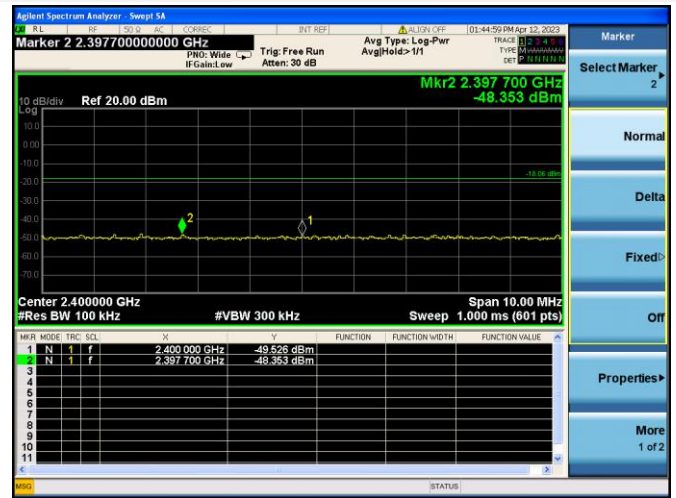 Agilent Spectrum Analyzer - Swept SA
RL RF 50 Ω AC CORREC INT REF ALIGN OFF 01:44:59 PM Apr 12, 2023
Marker 2 2.397700000000 GHz
PNO: Wide
IFGain:Low
Trig: Free Run
Atten: 30 dB
Avg Type: Log-Pwr
Avg|Hold>1/1
TRACE 1 2 3 4 5 6
TYPE
DET P N N N N N
Mkr2 2.397 700 GHz
-48.353 dBm
10 dB/div Ref 20.00 dBm
Log
10.0
0.00
-10.0
-18.06 dBm
-20.0
-30.0
-40.0
2
1
-50.0
-60.0
-70.0
Center 2.400000 GHz Span 10.00 MHz
#Res BW 100 kHz #VBW 300 kHz Sweep 1.000 ms (601 pts)
MKR MODE TRC SCL X Y FUNCTION FUNCTION WIDTH FUNCTION VALUE
1 N 1 f 2.400 000 GHz -49.526 dBm
2 N 1 f 2.397 700 GHz -48.353 dBm
3
4
5
6
7
8
9
10
11
MSG STATUS
Marker
Select Marker
2
Normal
Delta
Fixed
Off
Properties
More
1 of 2